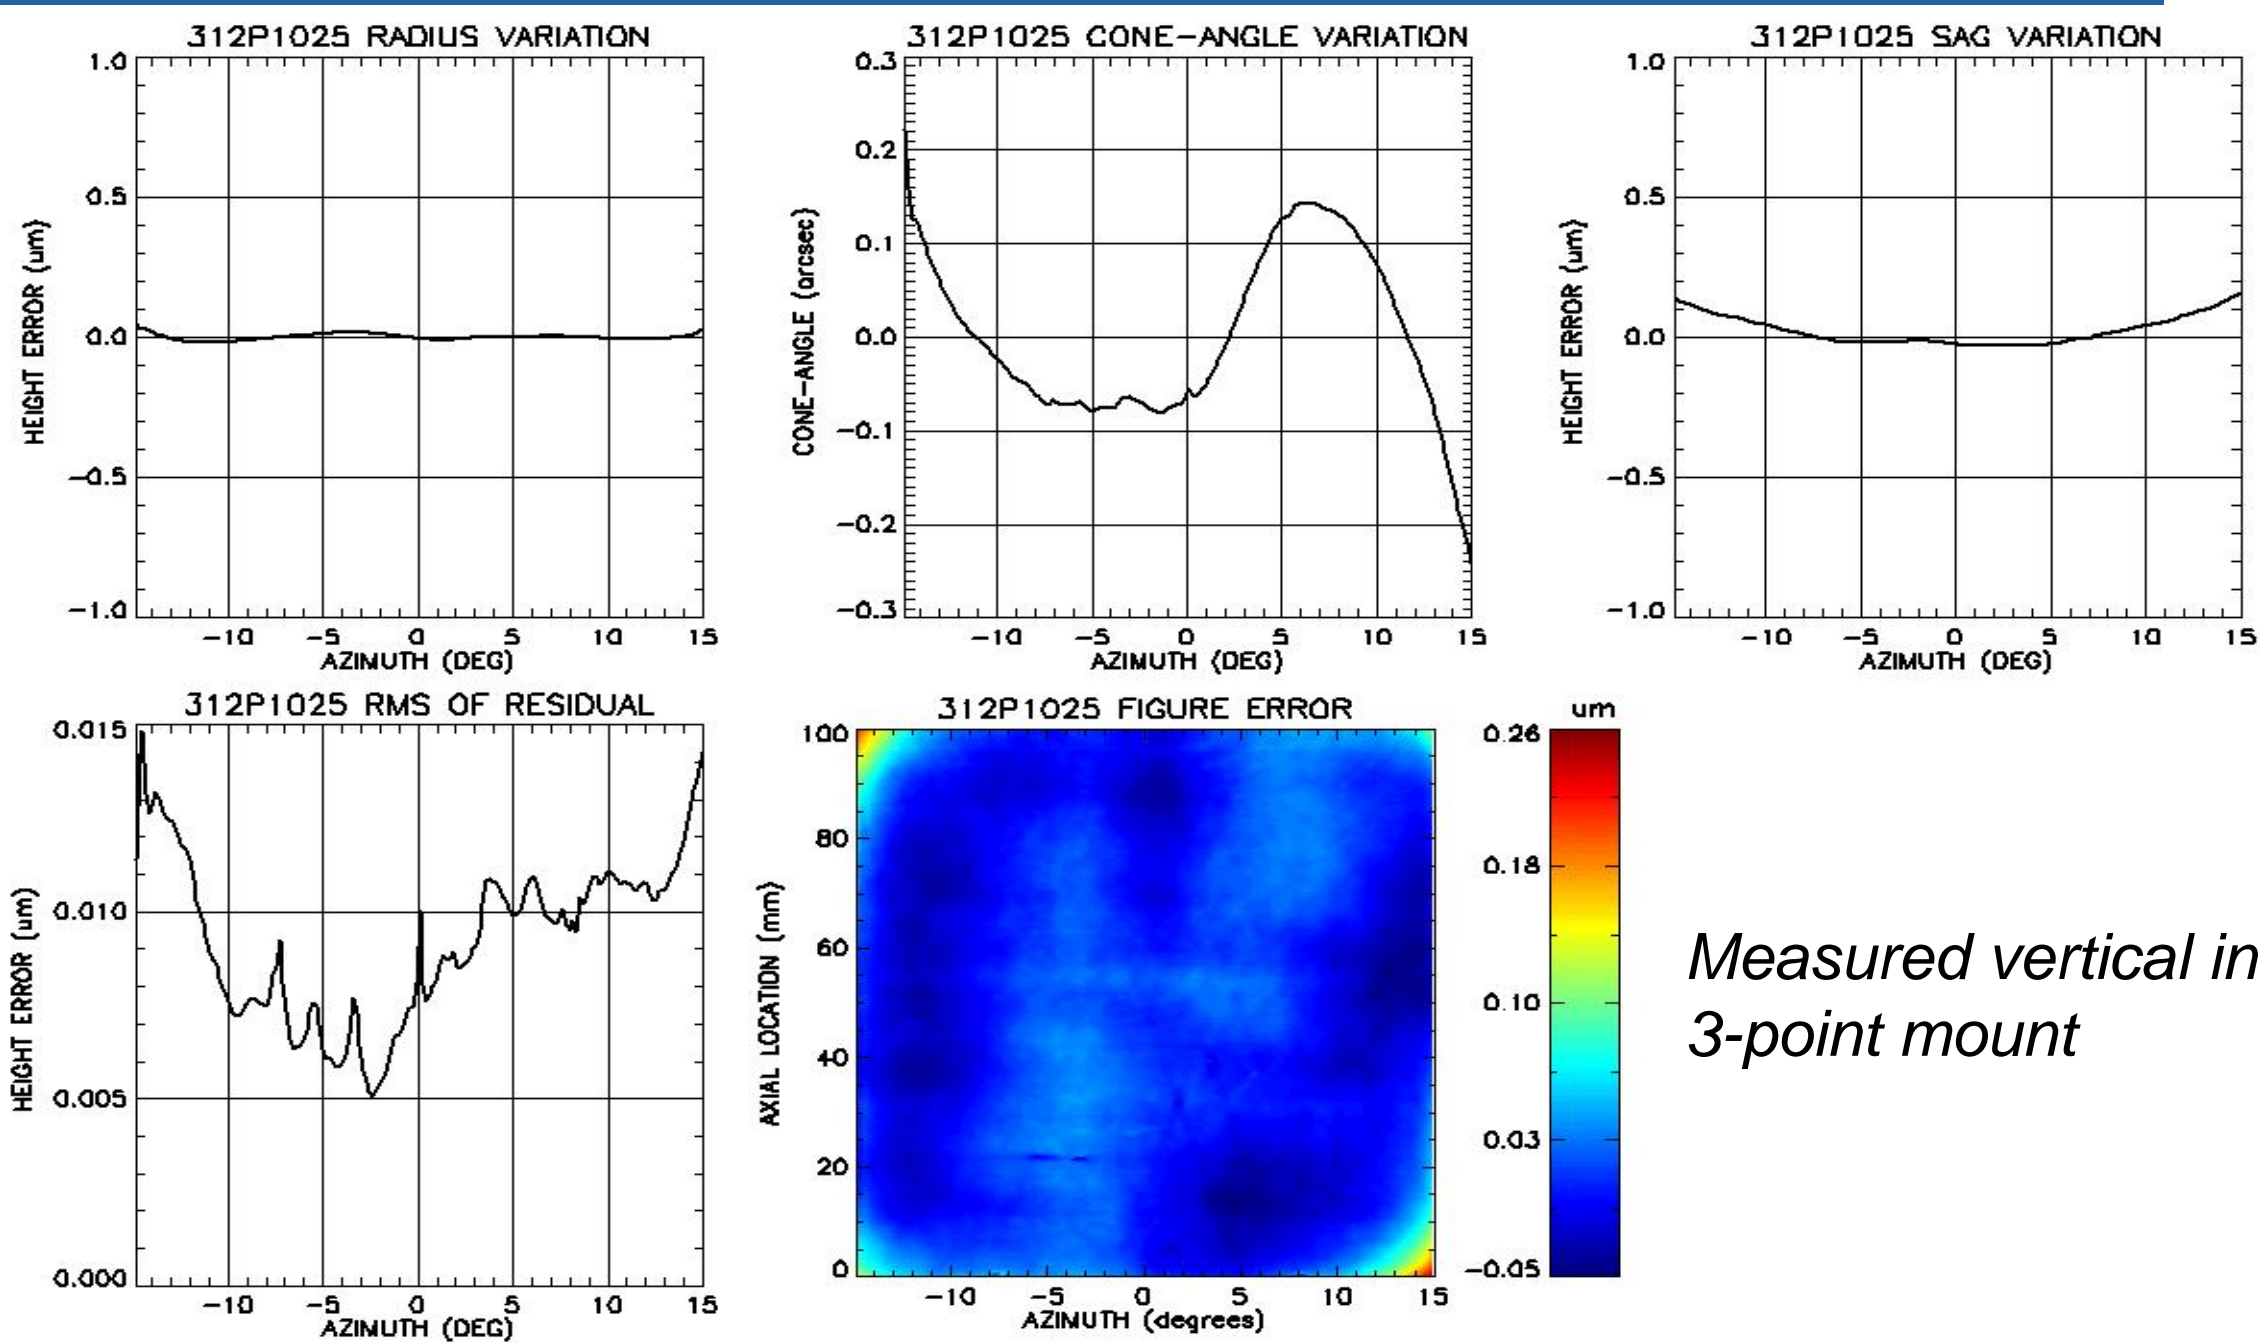 312P1025 RADIUS VARIATION
1.0
0.5
0.0
-0.5
-1.0
HEIGHT ERROR (um)
-10 -5 0 5 10 15
AZIMUTH (DEG)
312P1025 CONE-ANGLE VARIATION
0.3
0.2
0.1
0.0
-0.1
-0.2
-0.3
CONE-ANGLE (arcsec)
-10 -5 0 5 10 15
AZIMUTH (DEG)
312P1025 SAG VARIATION
1.0
0.5
0.0
-0.5
-1.0
HEIGHT ERROR (um)
-10 -5 0 5 10 15
AZIMUTH (DEG)
312P1025 RMS OF RESIDUAL
0.015
0.010
0.005
0.000
HEIGHT ERROR (um)
-10 -5 0 5 10 15
AZIMUTH (DEG)
312P1025 FIGURE ERROR
100
80
60
40
20
0
AXIAL LOCATION (mm)
-10 -5 0 5 10 15
AZIMUTH (degrees)
um
0.26
0.18
0.10
0.03
-0.05
Measured vertical in
3-point mount